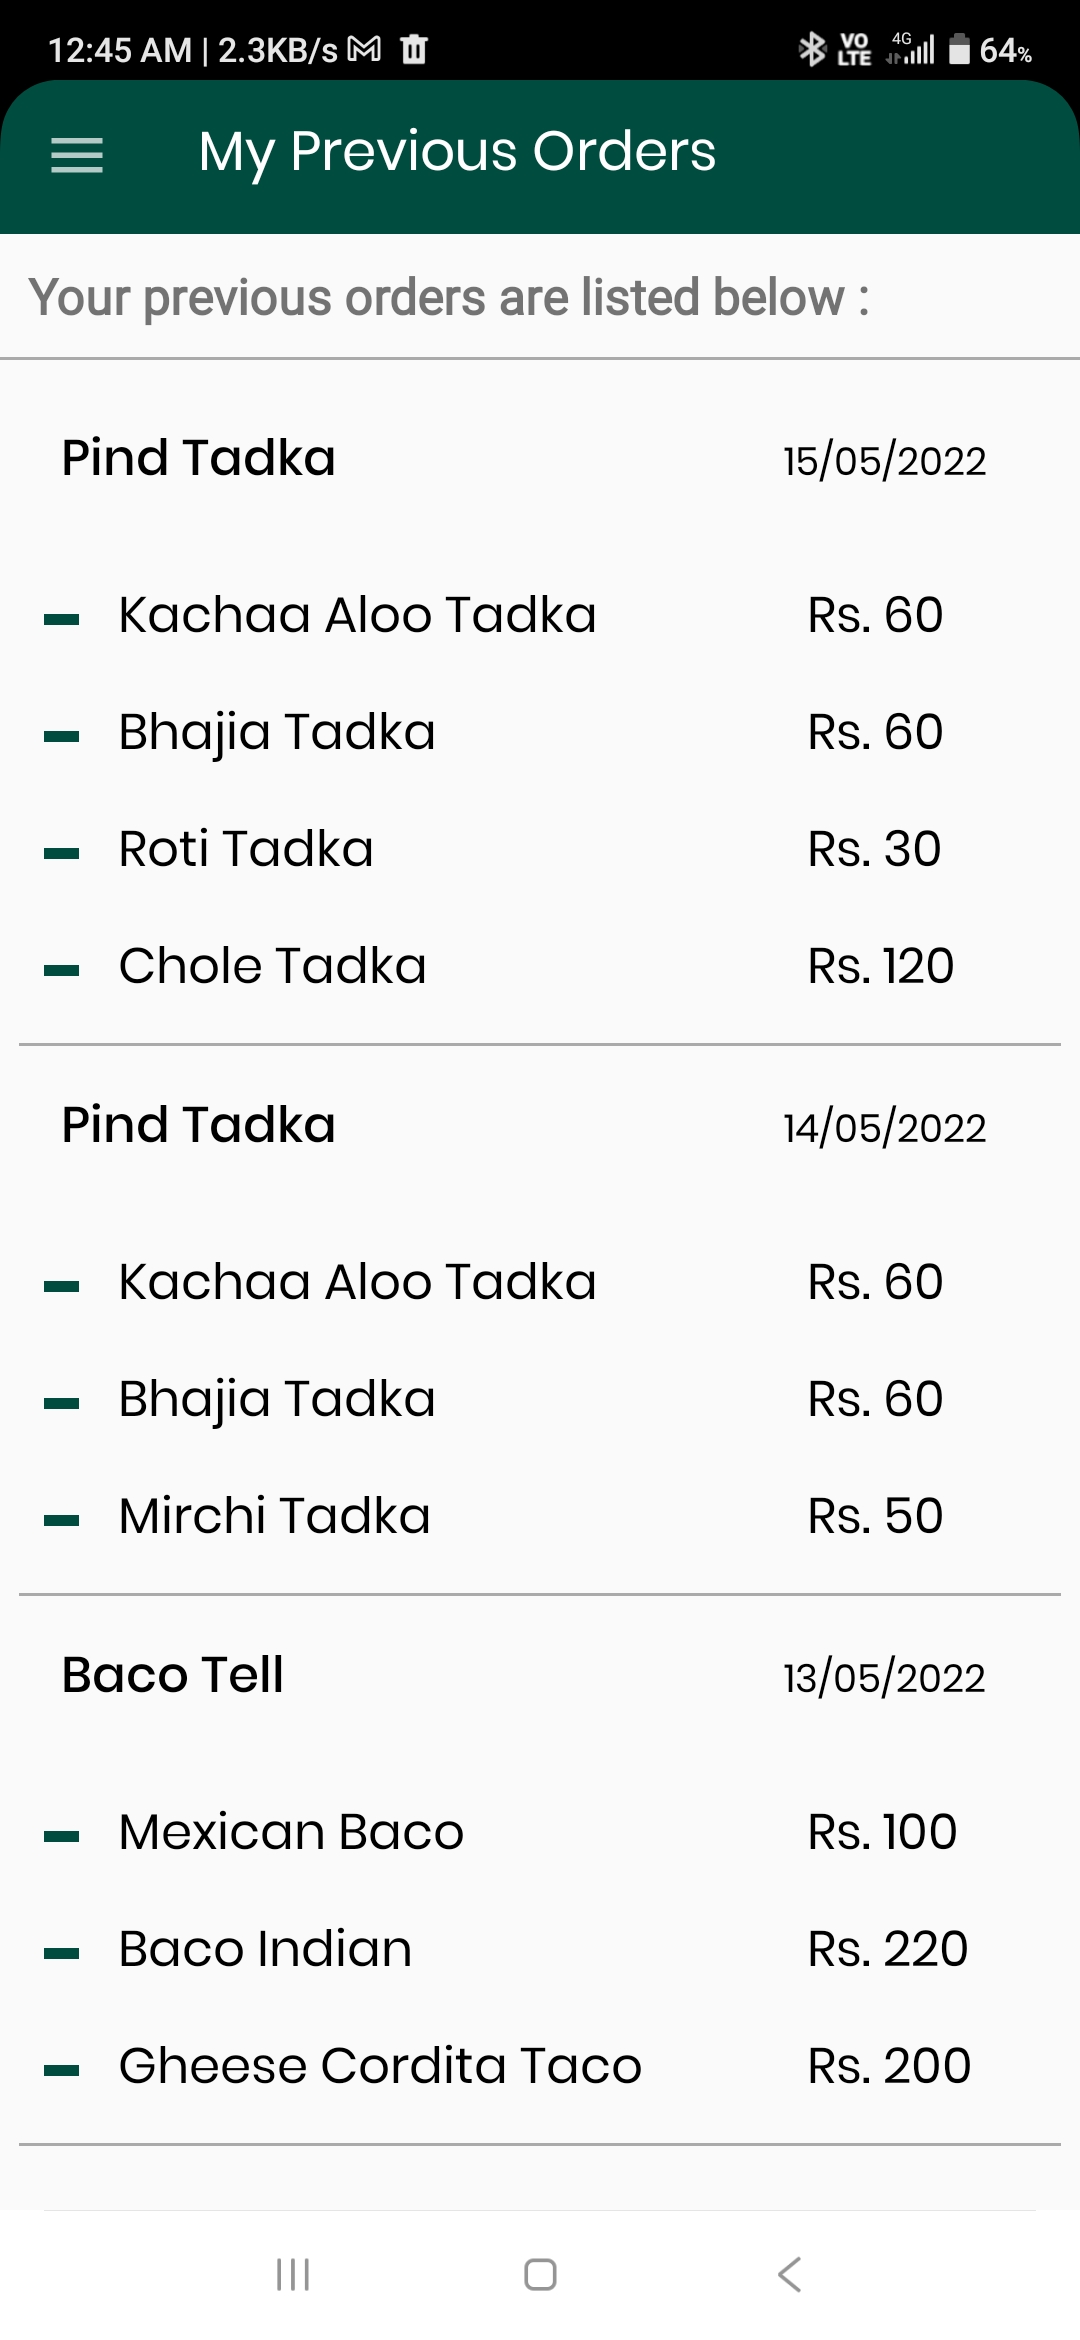 12:45 AM | 2.3KB/s VO LTE 4G 64%
My Previous Orders
Your previous orders are listed below :
Pind Tadka 15/05/2022
Kachaa Aloo Tadka Rs. 60
Bhajia Tadka Rs. 60
Roti Tadka Rs. 30
Chole Tadka Rs. 120
Pind Tadka 14/05/2022
Kachaa Aloo Tadka Rs. 60
Bhajia Tadka Rs. 60
Mirchi Tadka Rs. 50
Baco Tell 13/05/2022
Mexican Baco Rs. 100
Baco Indian Rs. 220
Gheese Cordita Taco Rs. 200